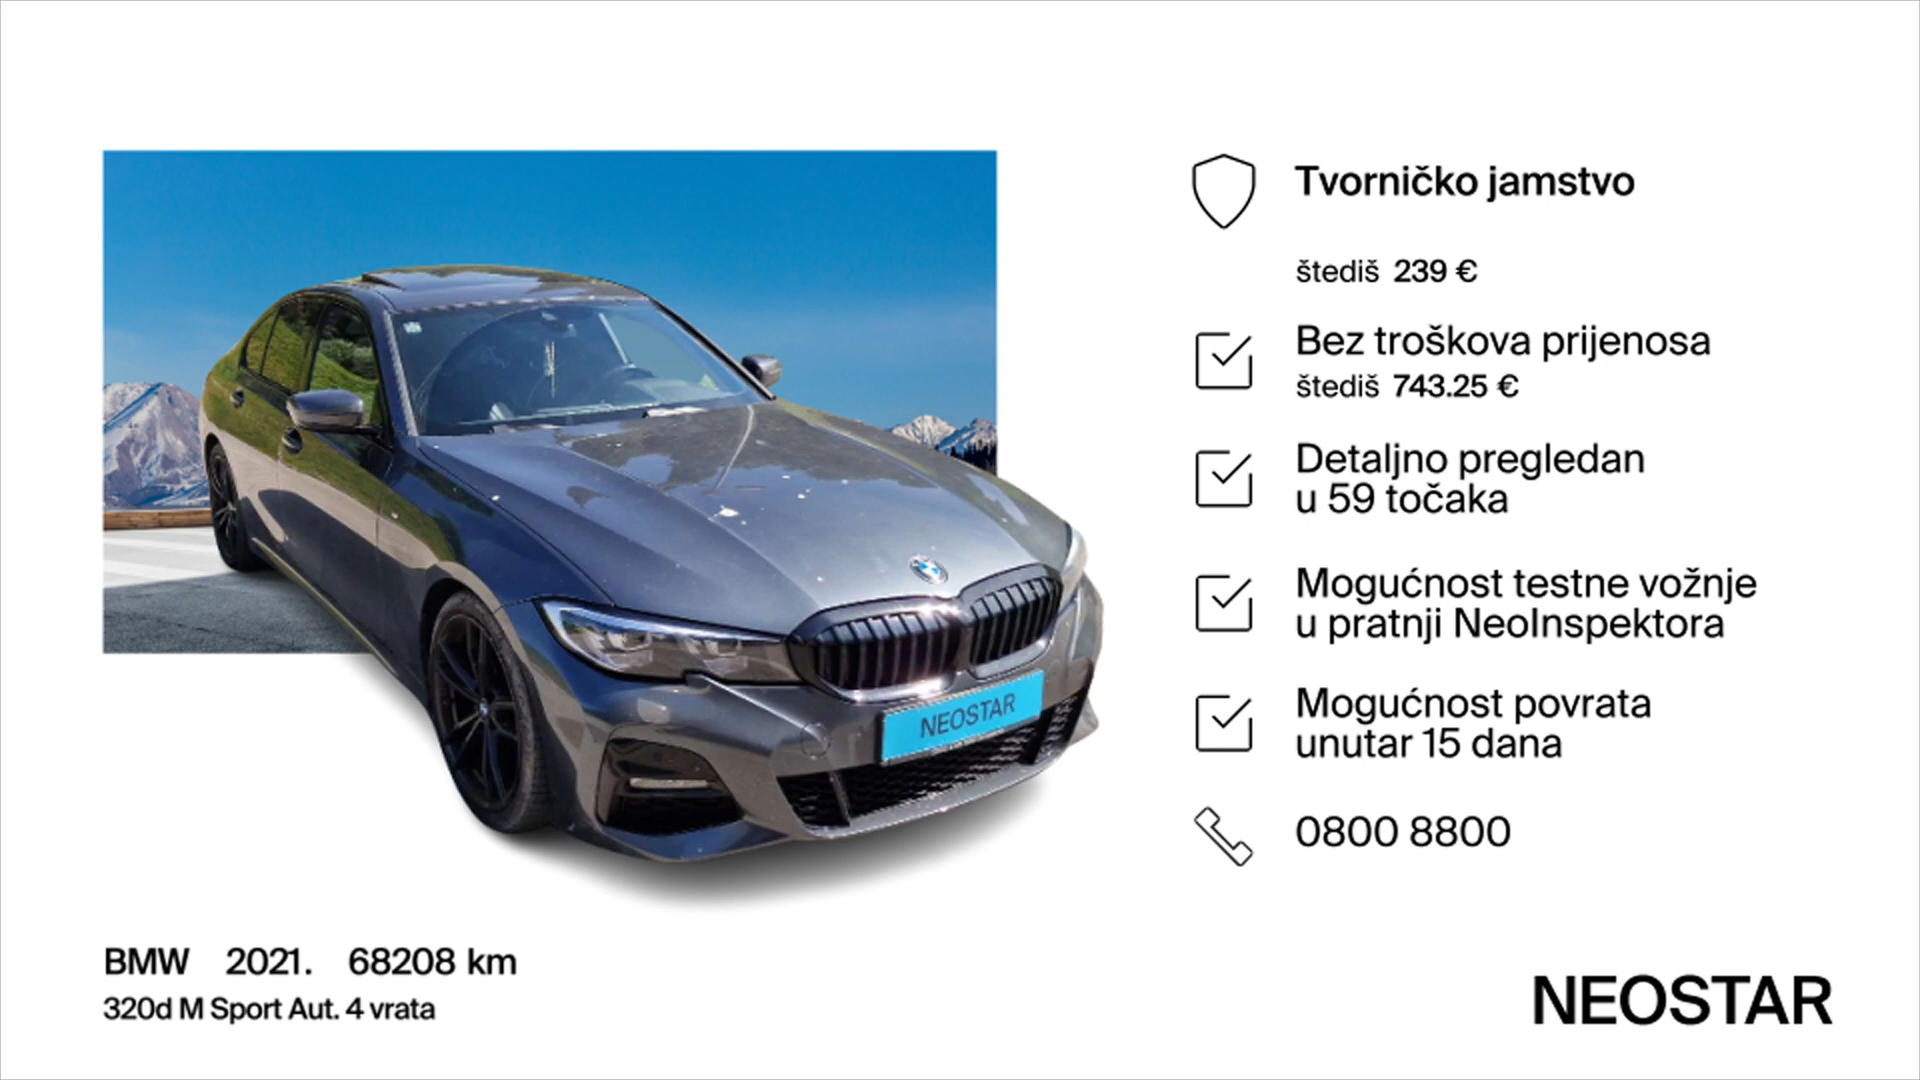 Tvorničko jamstvo
štediš 239 €
Bez troškova prijenosa
štediš 743.25 €
Detaljno pregledan
u 59 točaka
Mogućnost testne vožnje
u pratnji NeoInspektora
Mogućnost povrata
unutar 15 dana
0800 8800
NEOSTAR
BMW 2021. 68208 km
320d M Sport Aut. 4 vrata
NEOSTAR